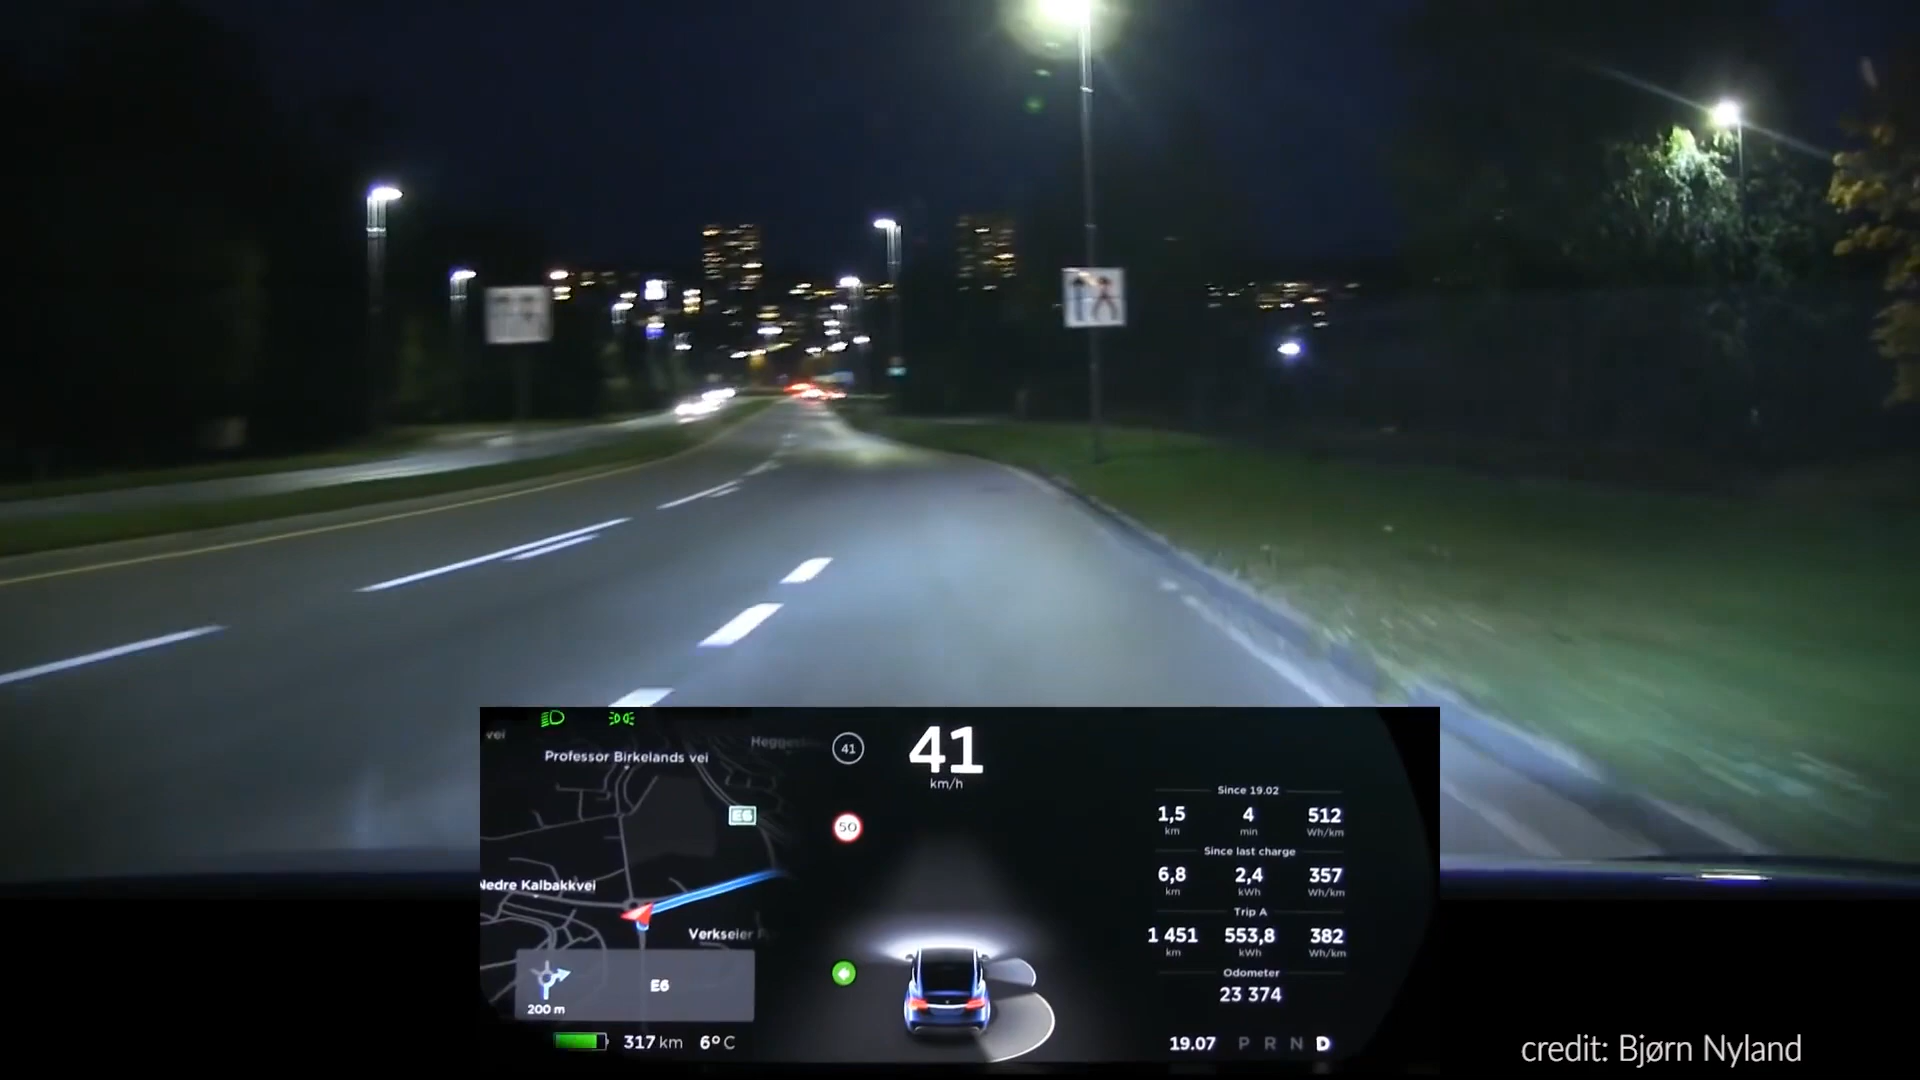 vei
Professor Birkelands vei
E6
Nedre Kalbakkvei
Verkseier
E6
200 m
317 km
6°C
41
41
km/h
50
Since 19.02
1,5
4
512
km
min
Wh/km
Since last charge
6,8
2,4
357
km
kWh
Wh/km
Trip A
1 451
553,8
382
km
kWh
Wh/km
Odometer
23 374
19.07
P R N D
credit: Bjørn Nyland